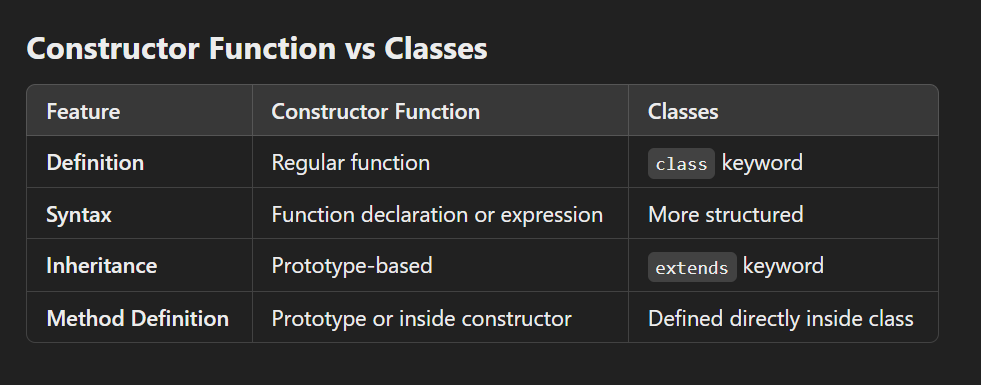 Constructor Function vs Classes
Feature Constructor Function Classes
Definition Regular function class keyword
Syntax Function declaration or expression More structured
Inheritance Prototype-based extends keyword
Method Definition Prototype or inside constructor Defined directly inside class